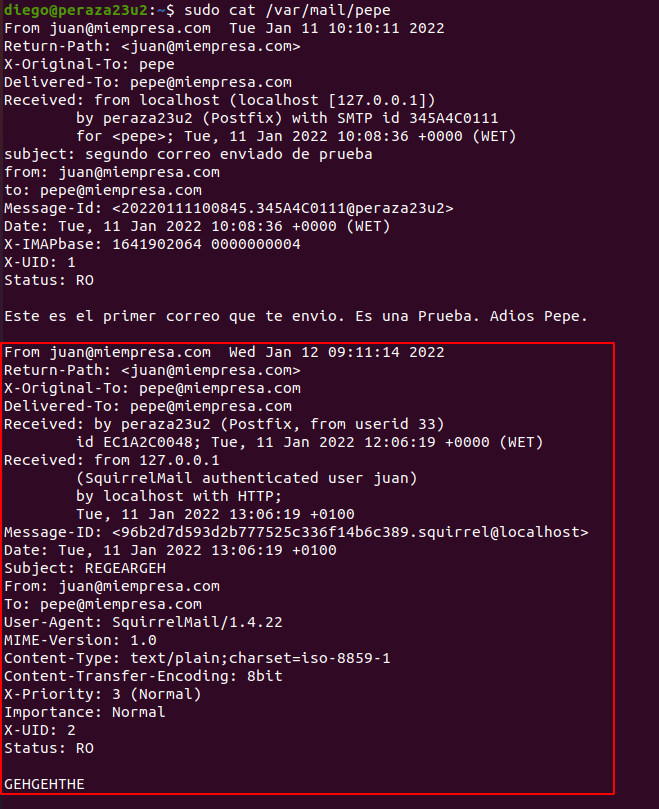 diego@peraza23u2:~$ sudo cat /var/mail/pepe
From juan@miempresa.com  Tue Jan 11 10:10:11 2022
Return-Path: <juan@miempresa.com>
X-Original-To: pepe
Delivered-To: pepe@miempresa.com
Received: from localhost (localhost [127.0.0.1])
        by peraza23u2 (Postfix) with SMTP id 345A4C0111
        for <pepe>; Tue, 11 Jan 2022 10:08:36 +0000 (WET)
subject: segundo correo enviado de prueba
from: juan@miempresa.com
to: pepe@miempresa.com
Message-Id: <20220111100845.345A4C0111@peraza23u2>
Date: Tue, 11 Jan 2022 10:08:36 +0000 (WET)
X-IMAPbase: 1641902064 0000000004
X-UID: 1
Status: RO

Este es el primer correo que te envio. Es una Prueba. Adios Pepe.

From juan@miempresa.com  Wed Jan 12 09:11:14 2022
Return-Path: <juan@miempresa.com>
X-Original-To: pepe@miempresa.com
Delivered-To: pepe@miempresa.com
Received: by peraza23u2 (Postfix, from userid 33)
        id EC1A2C0048; Tue, 11 Jan 2022 12:06:19 +0000 (WET)
Received: from 127.0.0.1
        (SquirrelMail authenticated user juan)
        by localhost with HTTP;
        Tue, 11 Jan 2022 13:06:19 +0100
Message-ID: <96b2d7d593d2b777525c336f14b6c389.squirrel@localhost>
Date: Tue, 11 Jan 2022 13:06:19 +0100
Subject: REGEARGEH
From: juan@miempresa.com
To: pepe@miempresa.com
User-Agent: SquirrelMail/1.4.22
MIME-Version: 1.0
Content-Type: text/plain;charset=iso-8859-1
Content-Transfer-Encoding: 8bit
X-Priority: 3 (Normal)
Importance: Normal
X-UID: 2
Status: RO

GEHGEHTHE